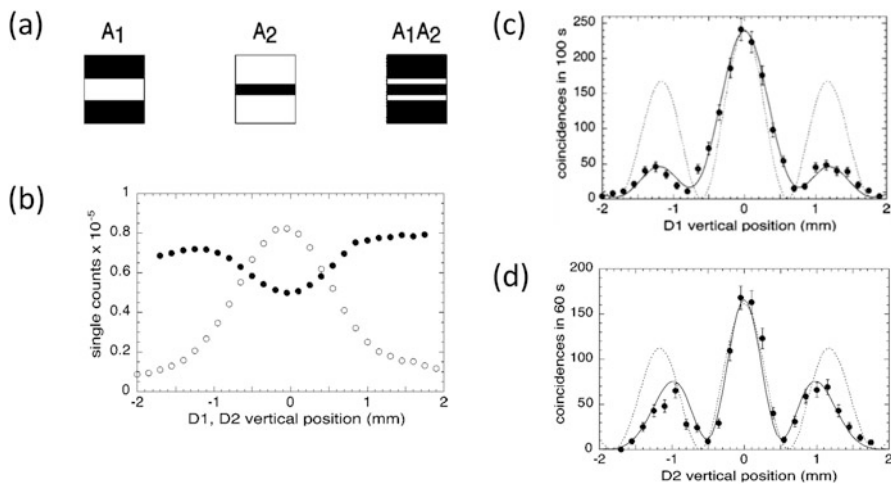 (a)
A1
A2
A1A2
(b)
single counts x 10-5
1
0.8
0.6
0.4
0.2
0
-2
-1
0
1
2
D1, D2 vertical position (mm)
(c)
coincidences in 100 s
250
200
150
100
50
0
-2
-1
0
1
2
D1 vertical position (mm)
(d)
coincidences in 60 s
200
150
100
50
0
-2
-1
0
1
2
D2 vertical position (mm)